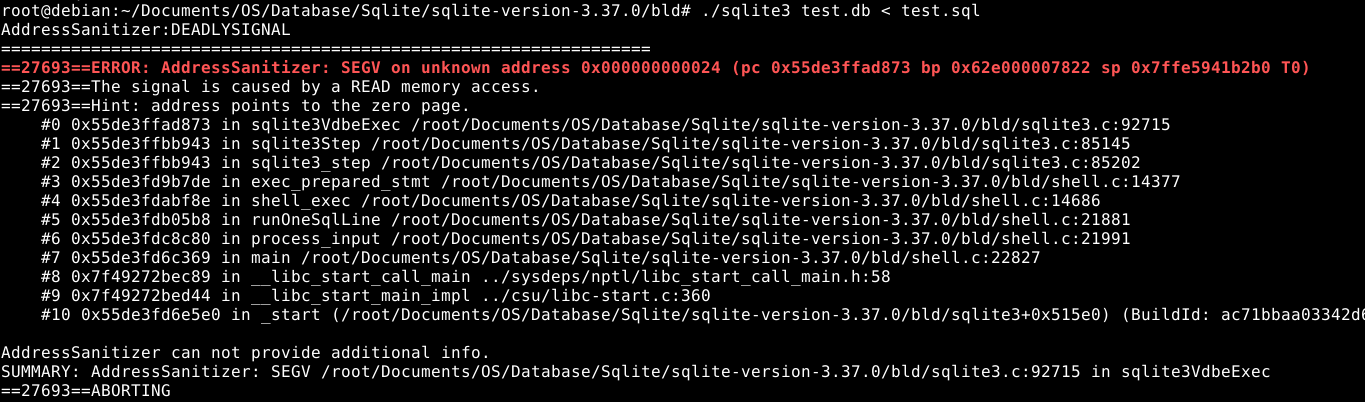 root@debian:~/Documents/OS/Database/Sqlite/sqlite-version-3.37.0/bld# ./sqlite3 test.db < test.sql
AddressSanitizer:DEADLYSIGNAL
=================================================================
==27693==ERROR: AddressSanitizer: SEGV on unknown address 0x000000000024 (pc 0x55de3ffad873 bp 0x62e000007822 sp 0x7ffe5941b2b0 T0)
==27693==The signal is caused by a READ memory access.
==27693==Hint: address points to the zero page.
    #0 0x55de3ffad873 in sqlite3VdbeExec /root/Documents/OS/Database/Sqlite/sqlite-version-3.37.0/bld/sqlite3.c:92715
    #1 0x55de3ffbb943 in sqlite3Step /root/Documents/OS/Database/Sqlite/sqlite-version-3.37.0/bld/sqlite3.c:85145
    #2 0x55de3ffbb943 in sqlite3_step /root/Documents/OS/Database/Sqlite/sqlite-version-3.37.0/bld/sqlite3.c:85202
    #3 0x55de3fd9b7de in exec_prepared_stmt /root/Documents/OS/Database/Sqlite/sqlite-version-3.37.0/bld/shell.c:14377
    #4 0x55de3fdabf8e in shell_exec /root/Documents/OS/Database/Sqlite/sqlite-version-3.37.0/bld/shell.c:14686
    #5 0x55de3fdb05b8 in runOneSqlLine /root/Documents/OS/Database/Sqlite/sqlite-version-3.37.0/bld/shell.c:21881
    #6 0x55de3fdc8c80 in process_input /root/Documents/OS/Database/Sqlite/sqlite-version-3.37.0/bld/shell.c:21991
    #7 0x55de3fd6c369 in main /root/Documents/OS/Database/Sqlite/sqlite-version-3.37.0/bld/shell.c:22827
    #8 0x7f49272bec89 in __libc_start_call_main ../sysdeps/nptl/libc_start_call_main.h:58
    #9 0x7f49272bed44 in __libc_start_main_impl ../csu/libc-start.c:360
    #10 0x55de3fd6e5e0 in _start (/root/Documents/OS/Database/Sqlite/sqlite-version-3.37.0/bld/sqlite3+0x515e0) (BuildId: ac71bbaa03342d6

AddressSanitizer can not provide additional info.
SUMMARY: AddressSanitizer: SEGV /root/Documents/OS/Database/Sqlite/sqlite-version-3.37.0/bld/sqlite3.c:92715 in sqlite3VdbeExec
==27693==ABORTING